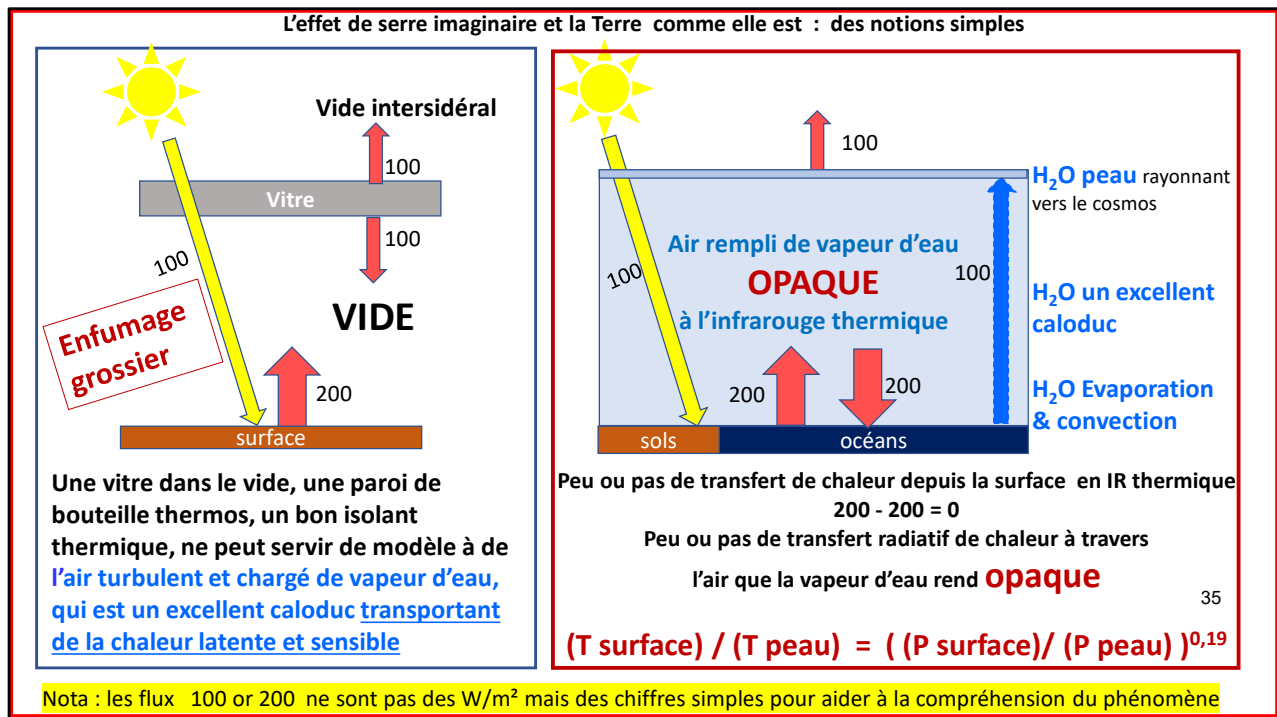 L'effet de serre imaginaire et la Terre comme elle est : des notions simples
Vide intersidéral
100
Vitre
100
100
VIDE
Enfumage
grossier
200
surface
Une vitre dans le vide, une paroi de
bouteille thermos, un bon isolant
thermique, ne peut servir de modèle à de
l'air turbulent et chargé de vapeur d'eau,
qui est un excellent caloduc transportant
de la chaleur latente et sensible
100
H₂O peau rayonnant
vers le cosmos
Air rempli de vapeur d'eau
100
OPAQUE
100
à l'infrarouge thermique
H₂O un excellent
caloduc
200
200
H₂O Evaporation
& convection
sols
océans
Peu ou pas de transfert de chaleur depuis la surface en IR thermique
200 - 200 = 0
Peu ou pas de transfert radiatif de chaleur à travers
l'air que la vapeur d'eau rend opaque
35
(T surface) / (T peau) = ( (P surface)/ (P peau) )⁰,¹⁹
Nota : les flux 100 or 200 ne sont pas des W/m² mais des chiffres simples pour aider à la compréhension du phénomène